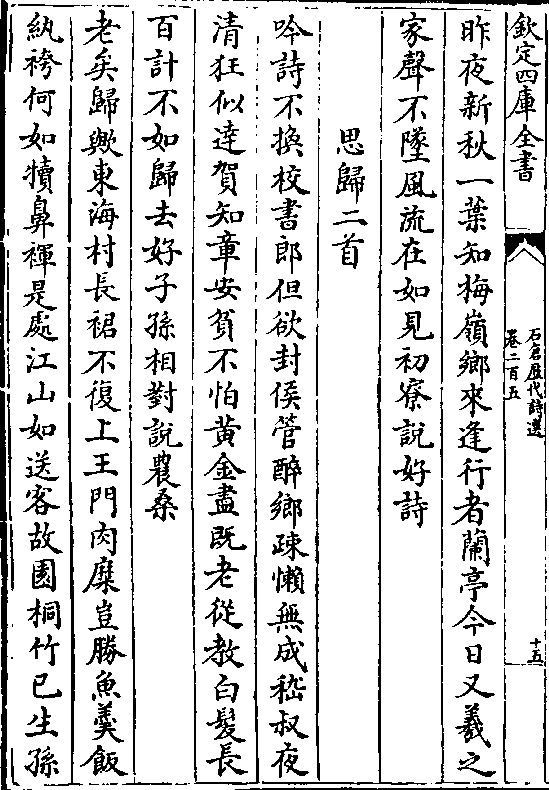 欽定四庫全書
石倉歷代詩選
卷二百五
十五
昨夜新秋一葉知梅嶺鄉來逢行者蘭亭今日又羲之
家聲不墜風流在如見初寮說好詩
思歸二首
吟詩不換校書郎但欲封侯管醉鄉疎懶無成嵇叔夜
清狂似達賀知章安貧不怕黃金盡既老從教白髮長
百計不如歸去好子孫相對說農桑
老矣歸歟東海村長裾不復上王門肉糜豈勝魚羹飯
紈袴何如犢鼻褌是處江山如送客故園桐竹已生孫